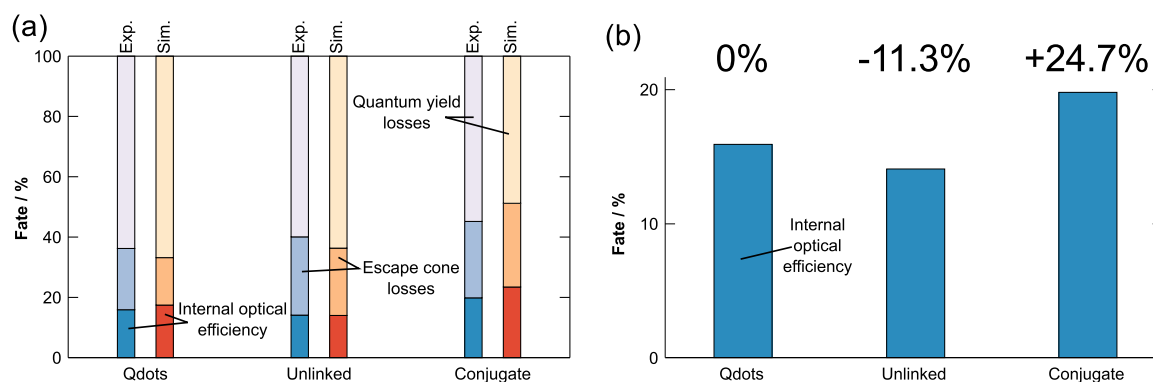 (a)
Exp.
Sim.
Exp.
Sim.
Exp.
Sim.
100
80
60
40
20
0
Fate / %
Quantum yield
losses
Escape cone
losses
Internal optical
efficiency
Qdots
Unlinked
Conjugate
(b)
0%
-11.3%
+24.7%
20
10
0
Fate / %
Internal
optical
efficiency
Qdots
Unlinked
Conjugate